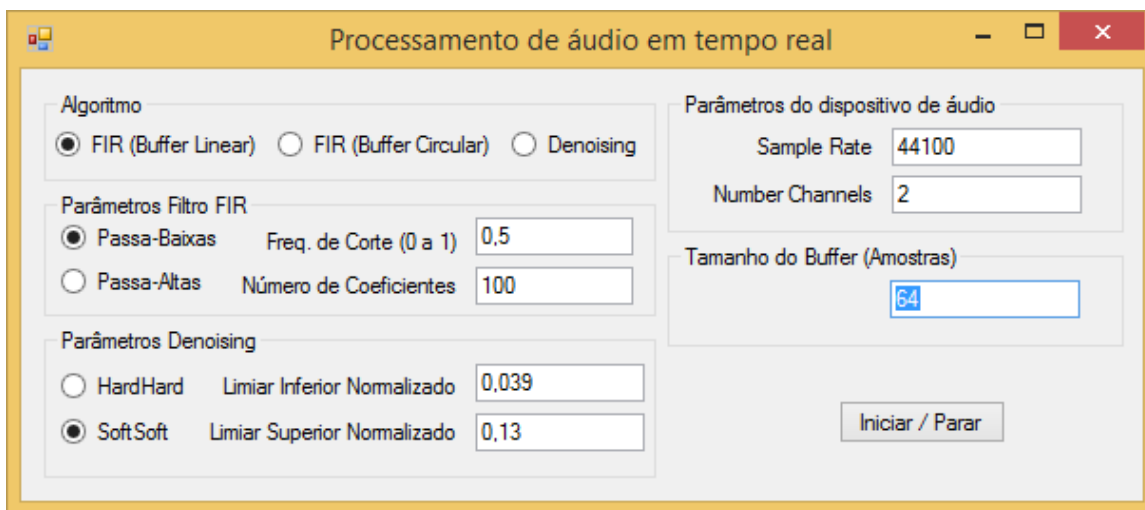 Processamento de áudio em tempo real
Algoritmo
FIR (Buffer Linear) FIR (Buffer Circular) Denoising
Parâmetros Filtro FIR
Passa-Baixas Freq. de Corte (0 a 1) 0,5
Passa-Altas Número de Coeficientes 100
Parâmetros Denoising
HardHard Limiar Inferior Normalizado 0,039
SoftSoft Limiar Superior Normalizado 0,13
Parâmetros do dispositivo de áudio
Sample Rate 44100
Number Channels 2
Tamanho do Buffer (Amostras)
64
Iniciar / Parar